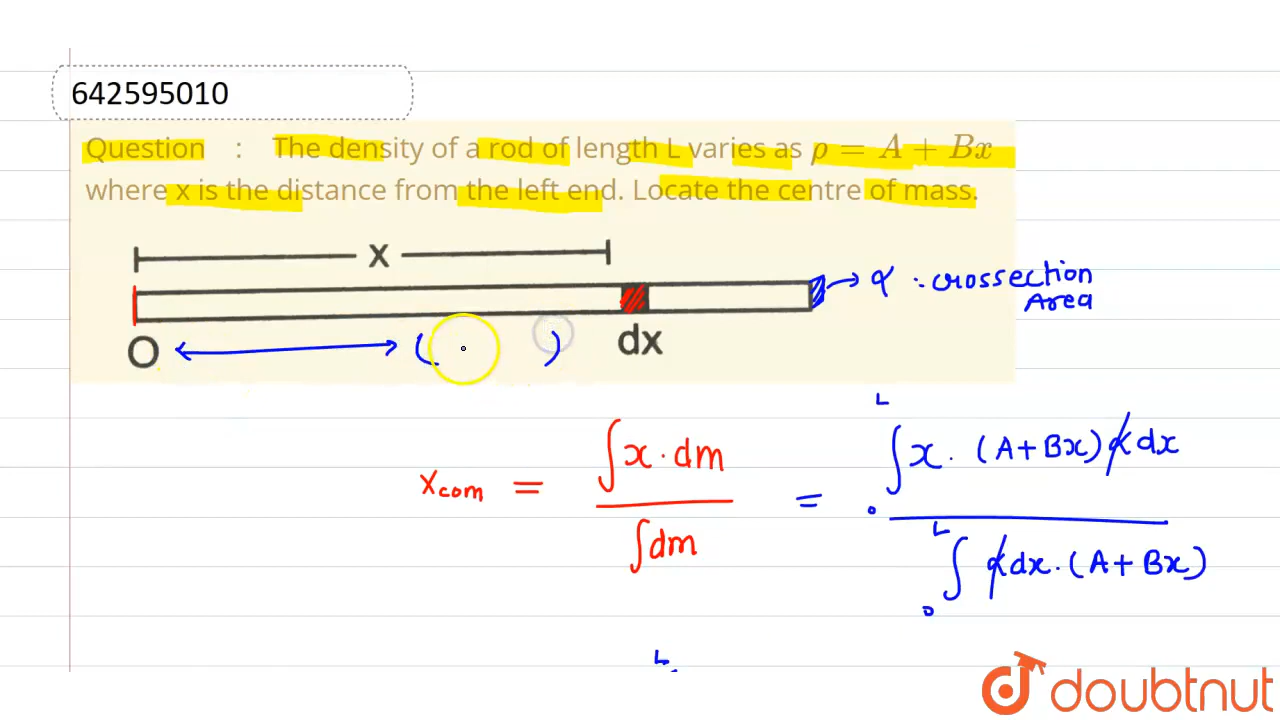 642595010
Question : The density of a rod of length L varies as ρ = A + Bx
where x is the distance from the left end. Locate the centre of mass.
X
α : crossection
Area
O ( ) dx
x_com = ∫x·dm / ∫dm = ∫₀ᴸ x·(A+Bx) α dx / ∫₀ᴸ α dx·(A+Bx)
L
doubtnut